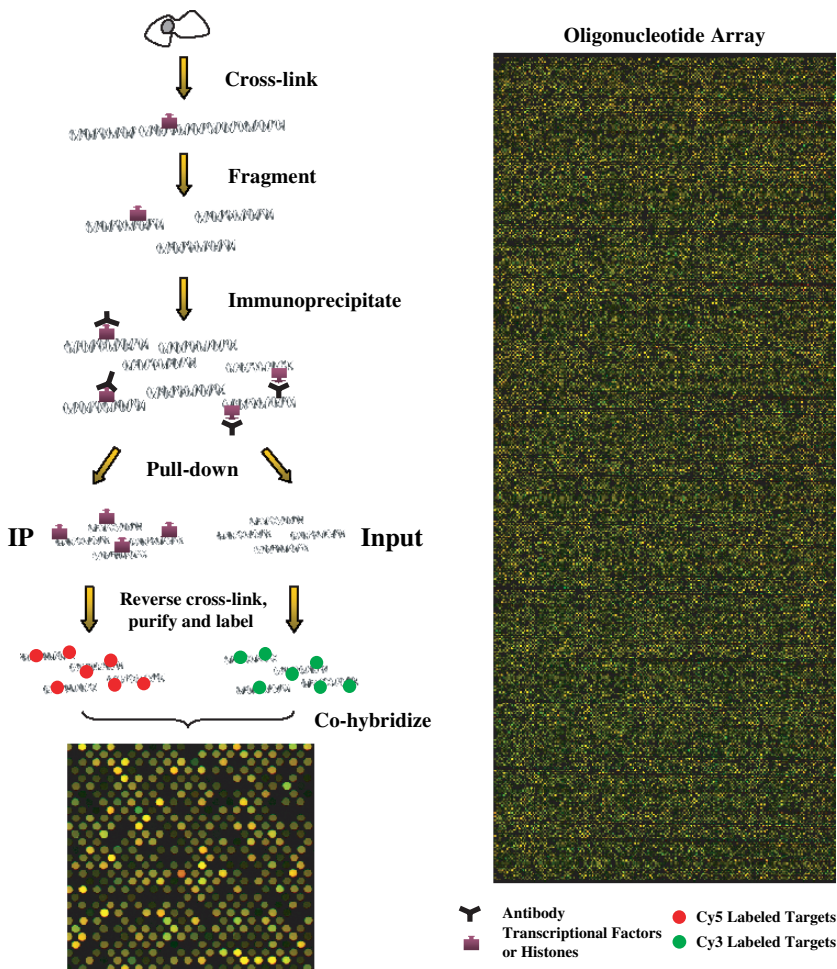 Oligonucleotide Array
Cross-link
Fragment
Immunoprecipitate
Pull-down
IP
Input
Reverse cross-link,
purify and label
Co-hybridize
Antibody
Transcriptional Factors
or Histones
Cy5 Labeled Targets
Cy3 Labeled Targets